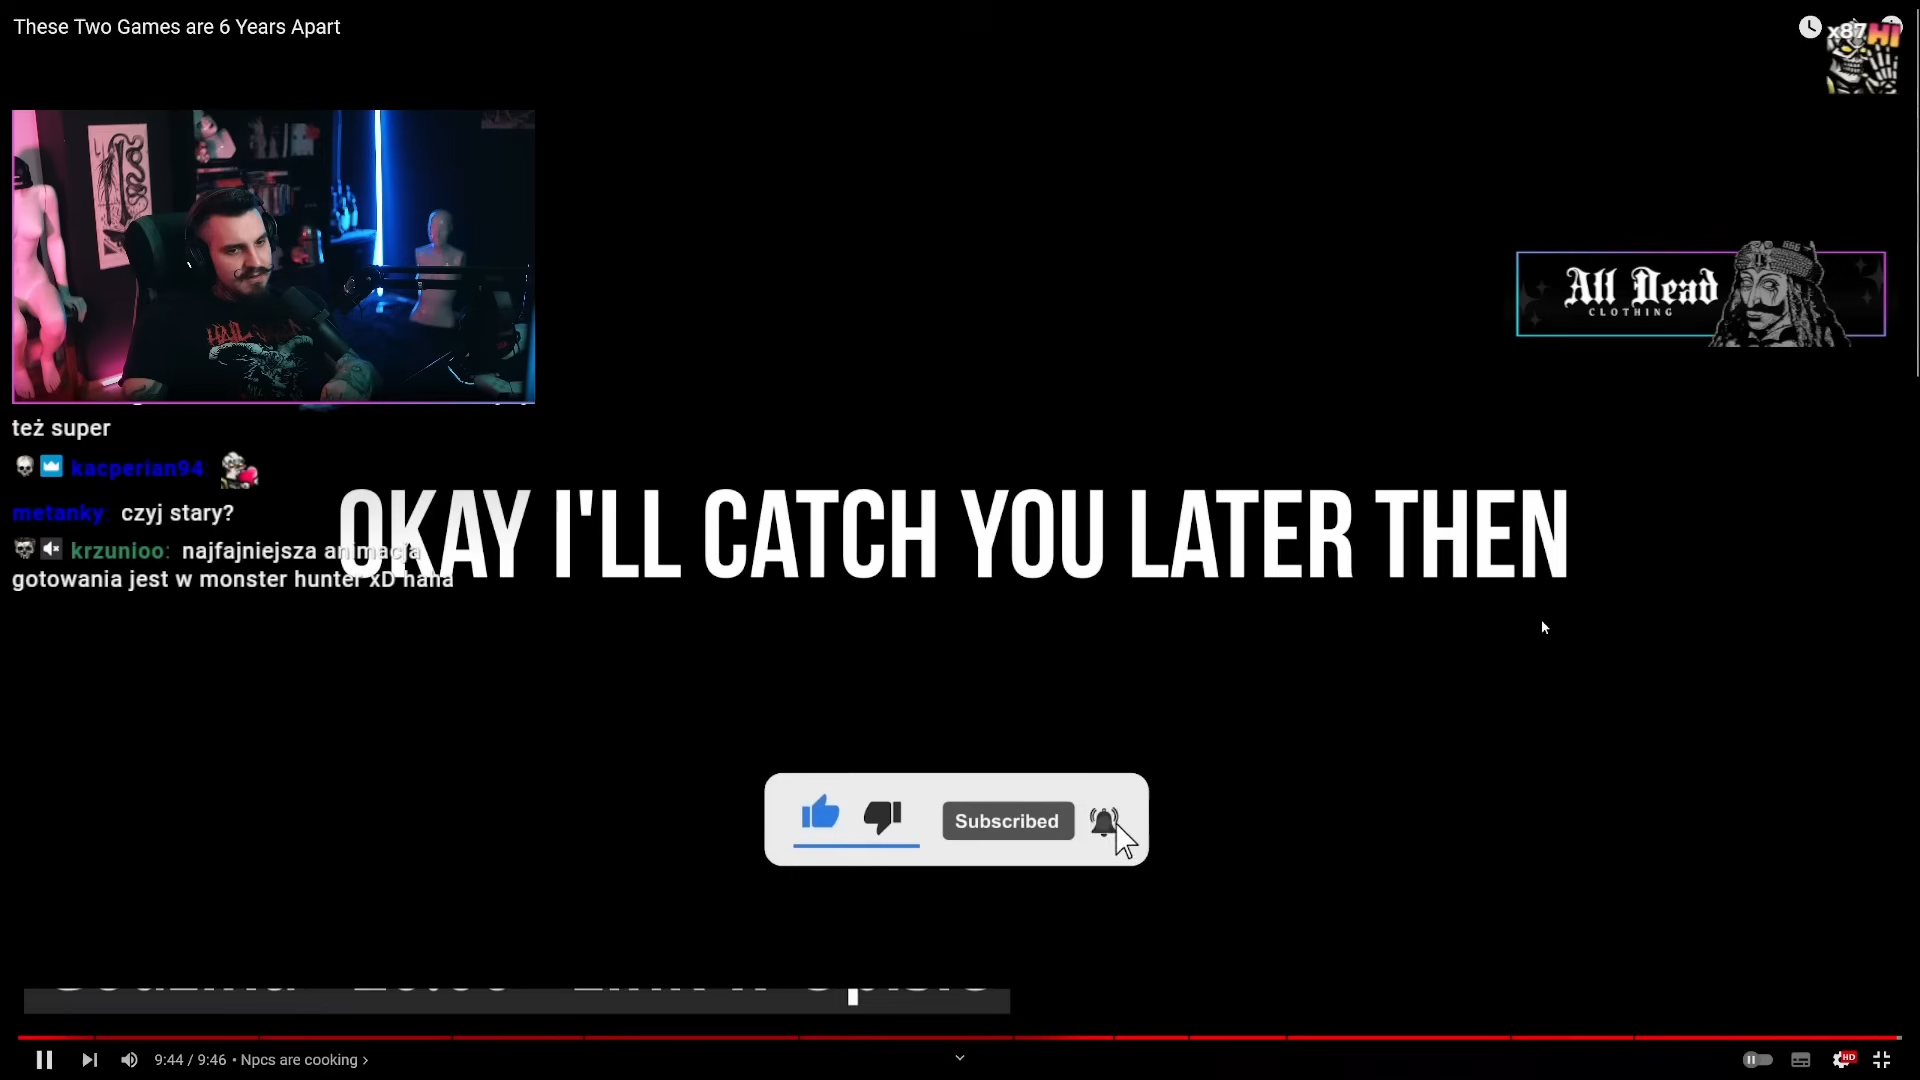 These Two Games are 6 Years Apart
x87 HI
666
All Dead
CLOTHING
też super
kacperian94:
metanky: czyj stary?
krzunioo: najfajniejsza animacja
gotowania jest w monster hunter xD haha
OKAY I'LL CATCH YOU LATER THEN
Subscribed
9:44 / 9:46 • Npcs are cooking ›
HD